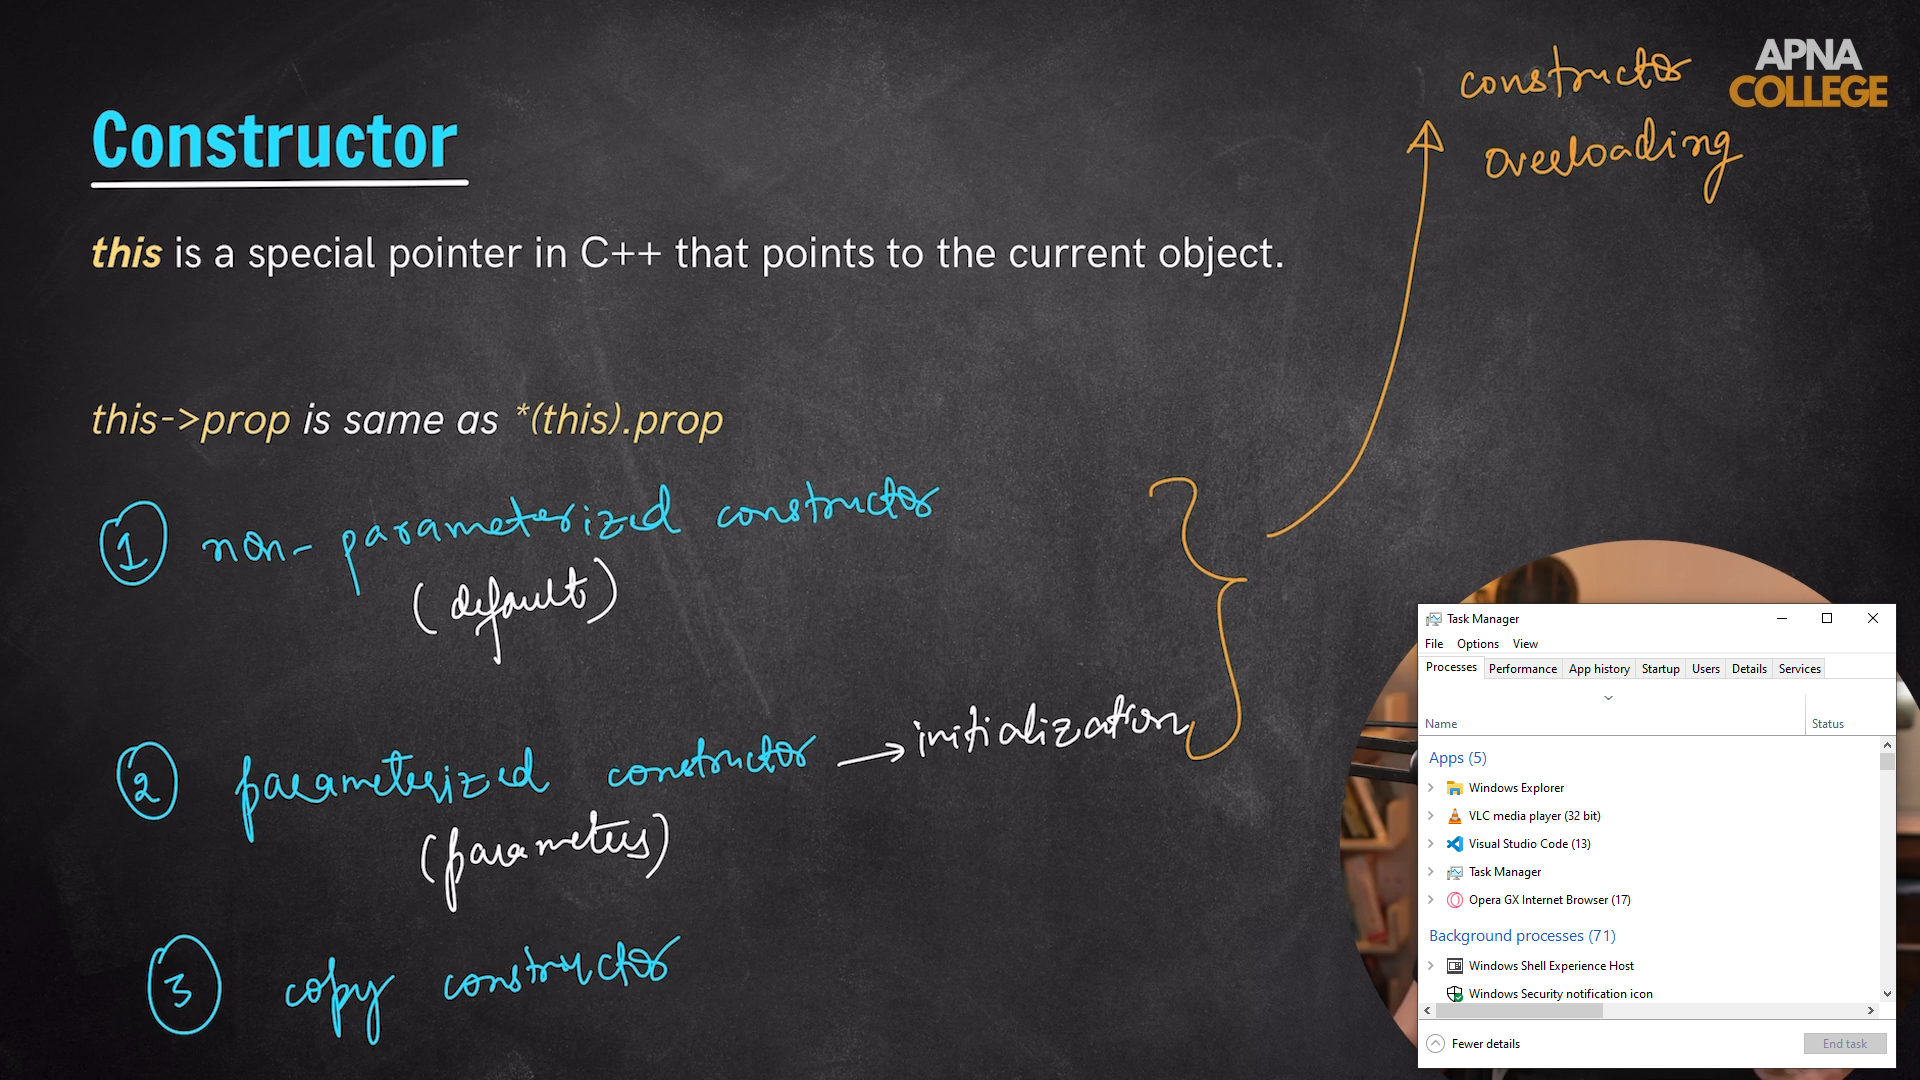 Constructor
this is a special pointer in C++ that points to the current object.
this->prop is same as *(this).prop
1 non-parameterized constructor
(default)
2 parameterized constructor → initialization
(parameters)
3 copy constructor
constructor
overloading
APNA
COLLEGE
Task Manager
File Options View
Processes Performance App history Startup Users Details Services
Name Status
Apps (5)
Windows Explorer
VLC media player (32 bit)
Visual Studio Code (13)
Task Manager
Opera GX Internet Browser (17)
Background processes (71)
Windows Shell Experience Host
Windows Security notification icon
Fewer details End task